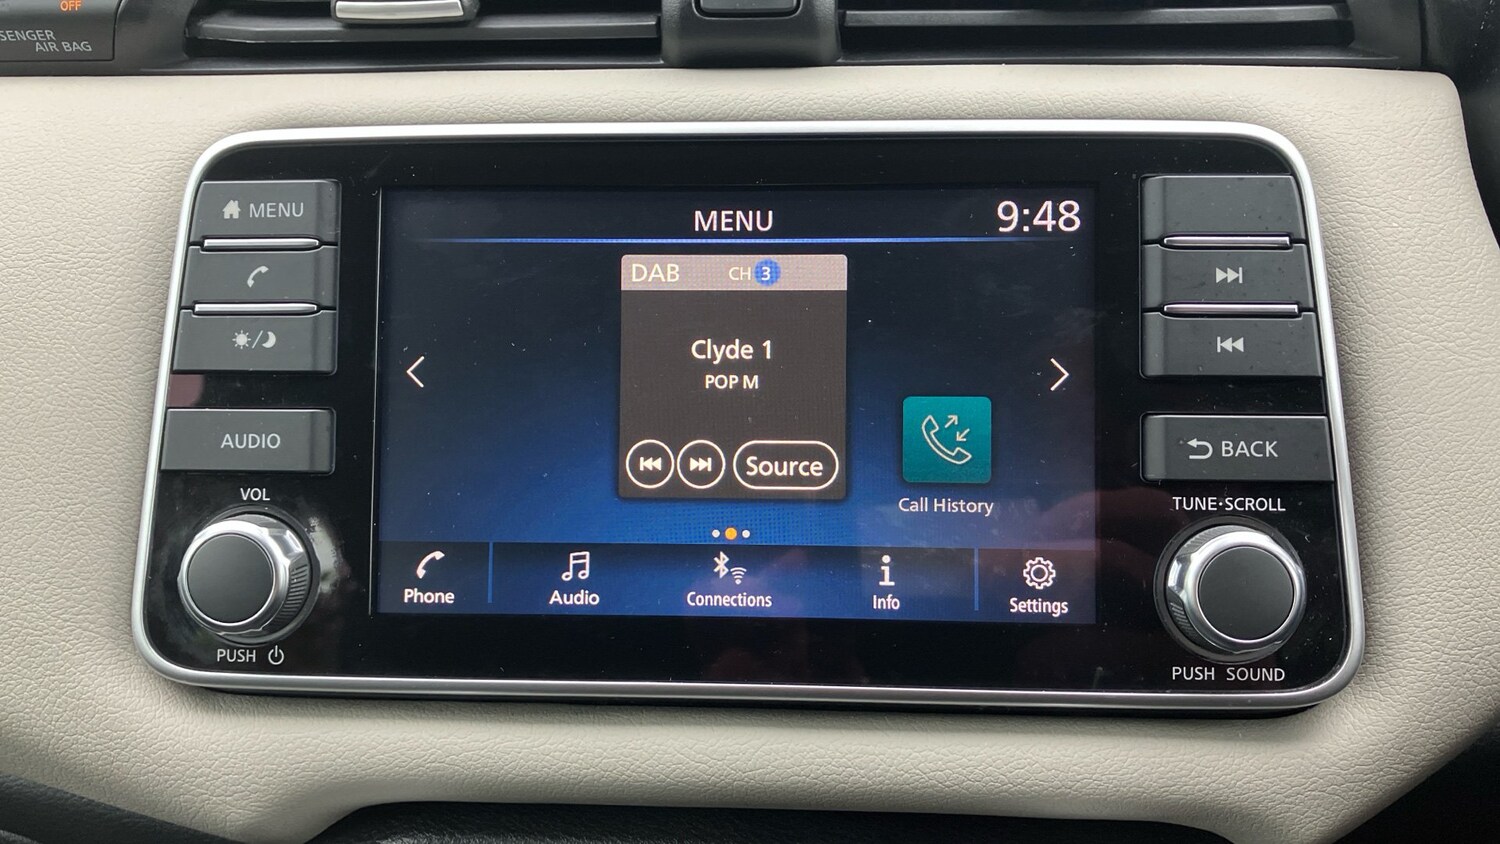 OFF
SENGER
AIR BAG
MENU
AUDIO
VOL
PUSH
MENU
9:48
DAB CH 3
Clyde 1
POP M
Source
Call History
Phone
Audio
Connections
Info
Settings
BACK
TUNE·SCROLL
PUSH SOUND